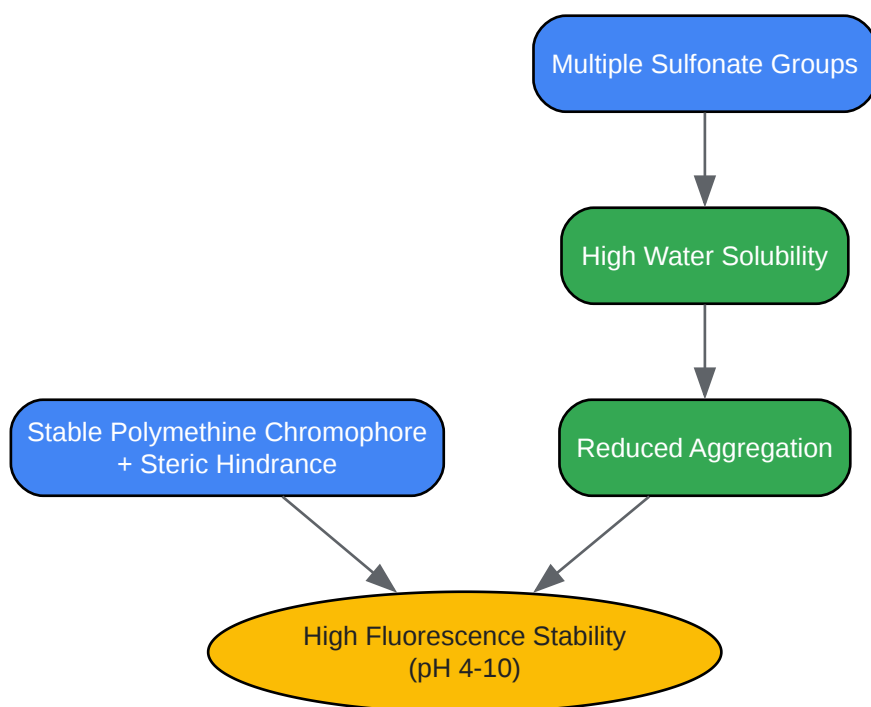 Multiple Sulfonate Groups
High Water Solubility
Stable Polymethine Chromophore
+ Steric Hindrance
Reduced Aggregation
High Fluorescence Stability
(pH 4-10)